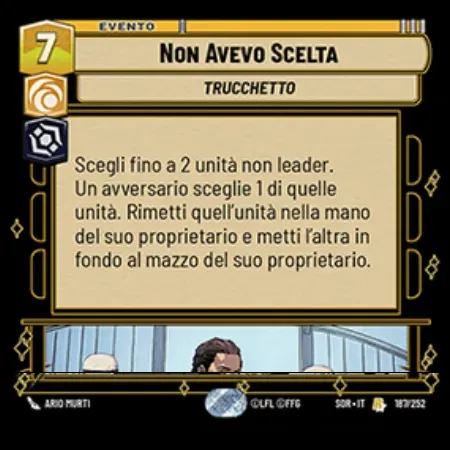 EVENTO
7
NON AVEVO SCELTA
TRUCCHETTO
Scegli fino a 2 unità non leader.
Un avversario sceglie 1 di quelle
unità. Rimetti quell'unità nella mano
del suo proprietario e metti l'altra in
fondo al mazzo del suo proprietario.
ARIO MURTI ©LFL ©FFG SOR • IT 187/252